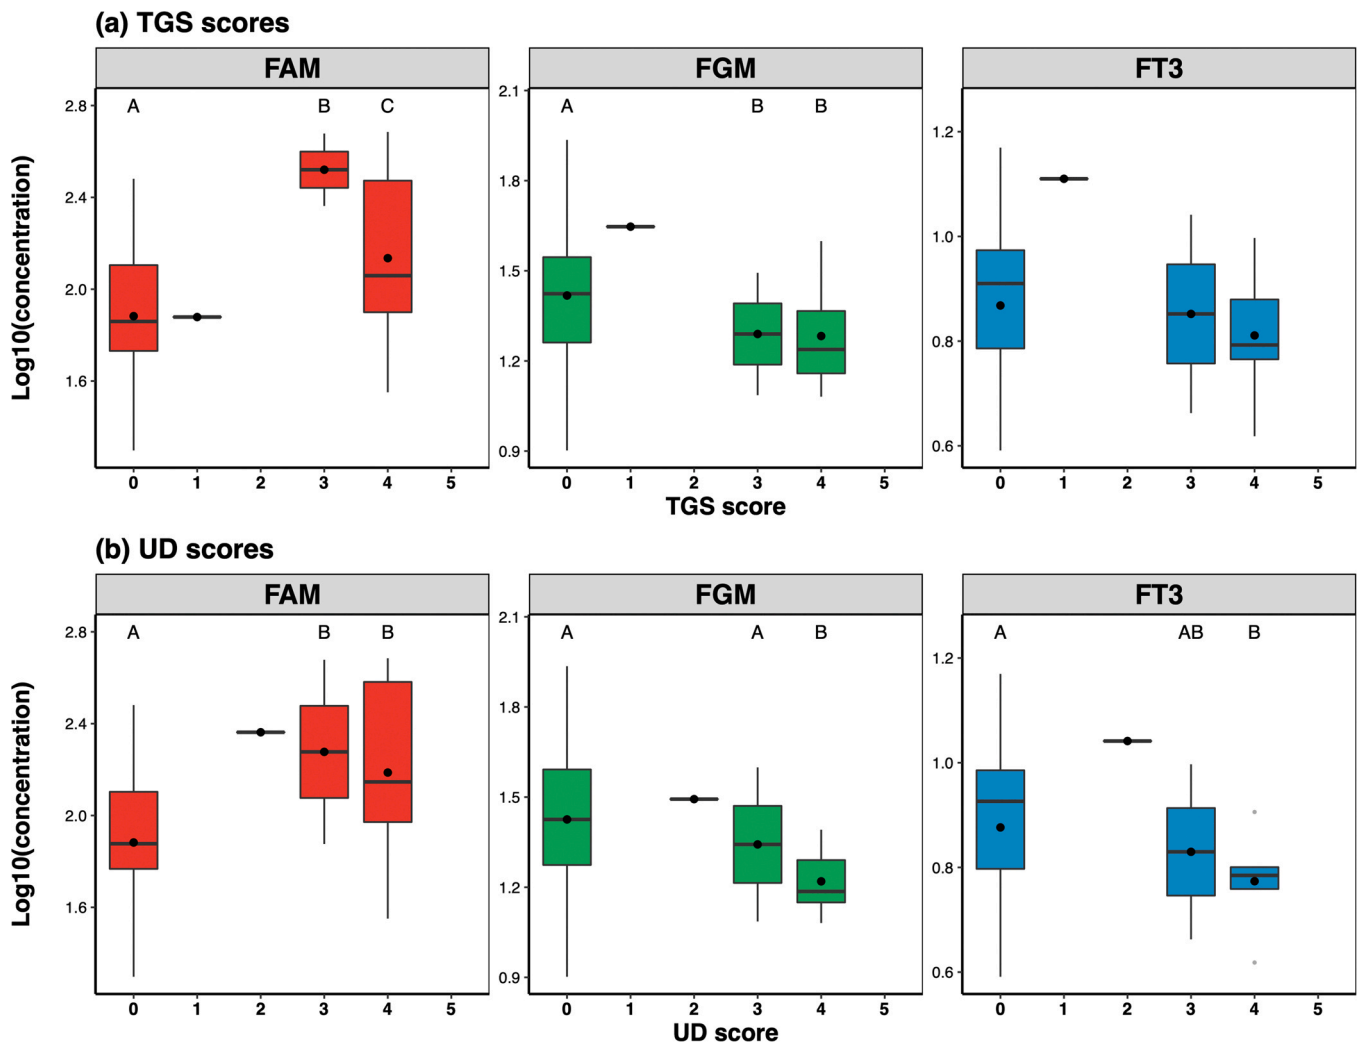 (a) TGS scores
FAM FGM FT3
A B C
A B B
Log10(concentration)
2.8
2.4
2.0
1.6
2.1
1.8
1.5
1.2
0.9
1.2
1.0
0.8
0.6
0 1 2 3 4 5
0 1 2 3 4 5
0 1 2 3 4 5
TGS score
(b) UD scores
FAM FGM FT3
A B B
A A B
A AB B
Log10(concentration)
2.8
2.4
2.0
1.6
2.1
1.8
1.5
1.2
0.9
1.2
1.0
0.8
0.6
0 1 2 3 4 5
0 1 2 3 4 5
0 1 2 3 4 5
UD score